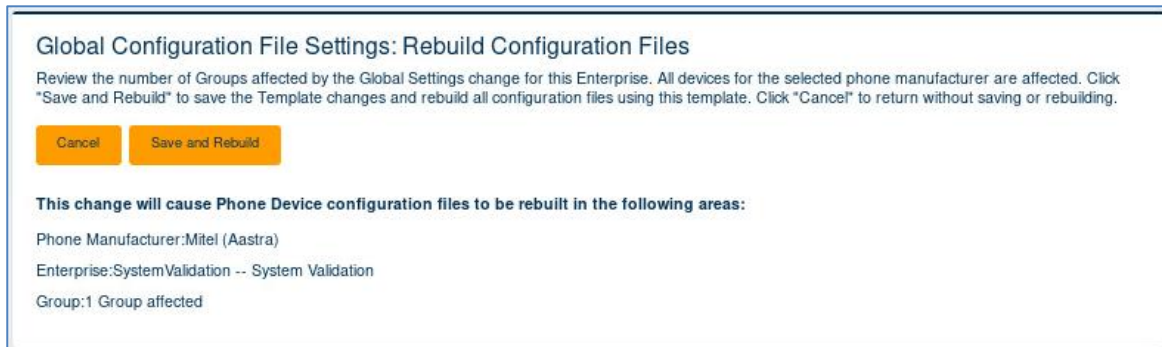 Global Configuration File Settings: Rebuild Configuration Files
Review the number of Groups affected by the Global Settings change for this Enterprise. All devices for the selected phone manufacturer are affected. Click
"Save and Rebuild" to save the Template changes and rebuild all configuration files using this template. Click "Cancel" to return without saving or rebuilding.
Cancel Save and Rebuild
This change will cause Phone Device configuration files to be rebuilt in the following areas:
Phone Manufacturer:Mitel (Aastra)
Enterprise:SystemValidation -- System Validation
Group:1 Group affected